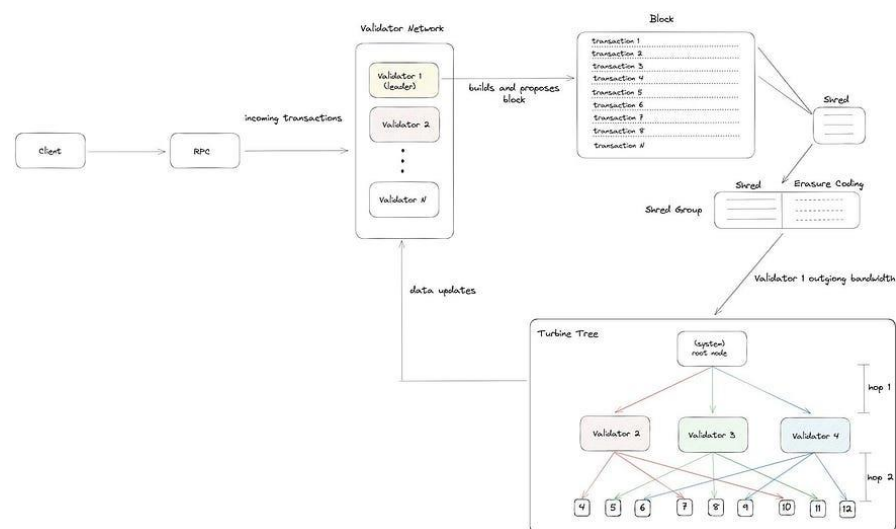 Block
Validator Network
Validator 1
(leader)
Validator 2
Validator N
Client
RPC
incoming transactions
builds and proposes
block
transaction 1
transaction 2
transaction 3
transaction 4
transaction 5
transaction 6
transaction 7
transaction 8
transaction N
Shred
Shred
Erasure Coding
Shred Group
Validator 1 outgiong bandwidth
data updates
Turbine Tree
(system)
root node
hop 1
Validator 2
Validator 3
Validator 4
hop 2
4
5
6
7
8
9
10
11
12